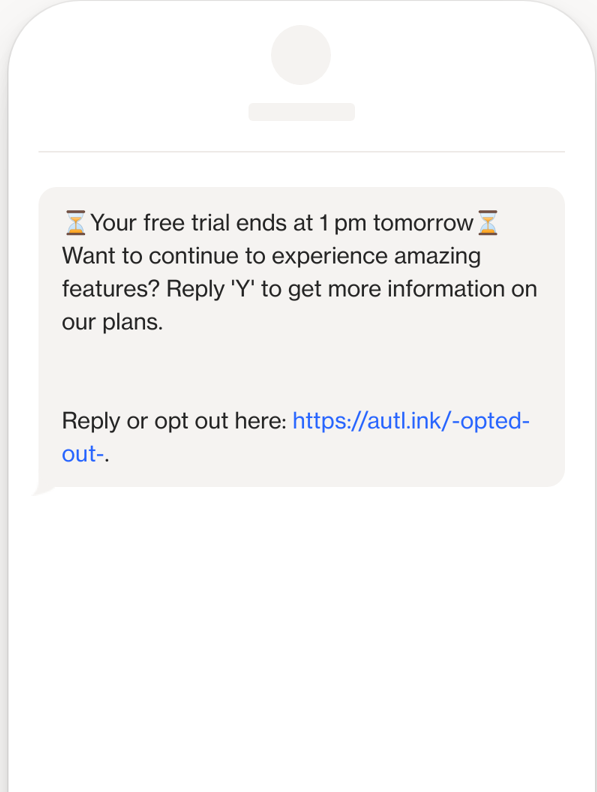 ⏳Your free trial ends at 1 pm tomorrow⏳
Want to continue to experience amazing
features? Reply 'Y' to get more information on
our plans.
Reply or opt out here: https://autl.ink/-opted-
out-.